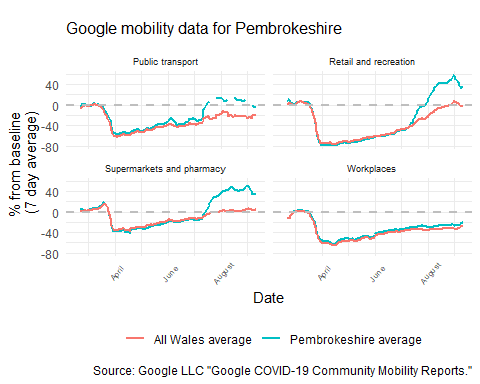 Google mobility data for Pembrokeshire
Public transport
Retail and recreation
40
0
-40
-80
Supermarkets and pharmacy
Workplaces
40
0
-40
-80
% from baseline
(7 day average)
April
June
August
April
June
August
Date
All Wales average
Pembrokeshire average
Source: Google LLC "Google COVID-19 Community Mobility Reports."